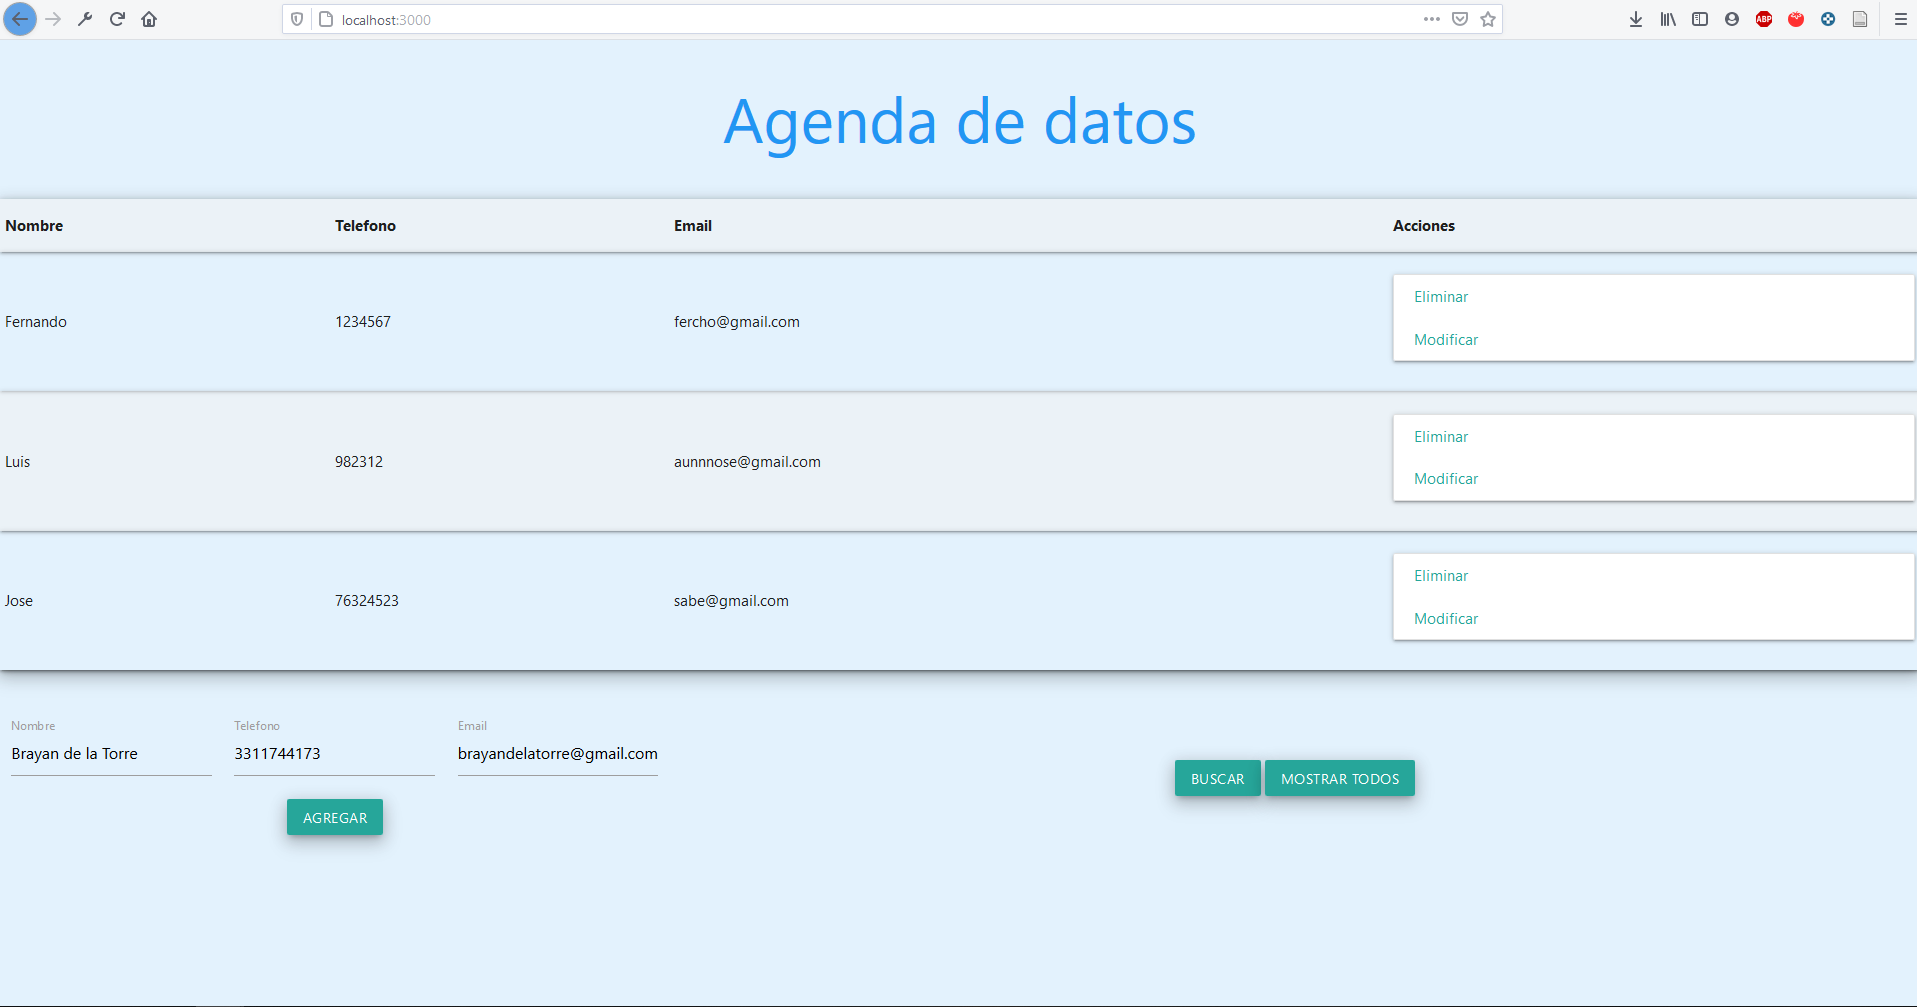 localhost:3000
ABP
Agenda de datos
Nombre Telefono Email Acciones
Eliminar
Fernando 1234567 fercho@gmail.com
Modificar
Eliminar
Luis 982312 aunnnose@gmail.com
Modificar
Eliminar
Jose 76324523 sabe@gmail.com
Modificar
Nombre Telefono Email
Brayan de la Torre 3311744173 brayandelatorre@gmail.com
BUSCAR MOSTRAR TODOS
AGREGAR